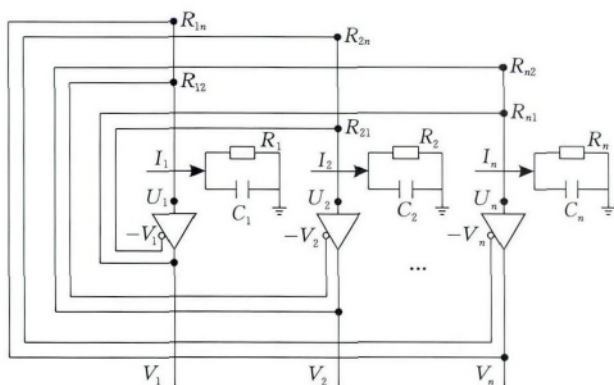 R₁ₙ
R₂ₙ
Rₙ₂
R₁₂
Rₙ₁
R₂₁
I₁ R₁ I₂ R₂ Iₙ Rₙ
U₁ C₁ U₂ C₂ Uₙ Cₙ
−V₁ −V₂ −Vₙ
...
V₁ V₂ Vₙ